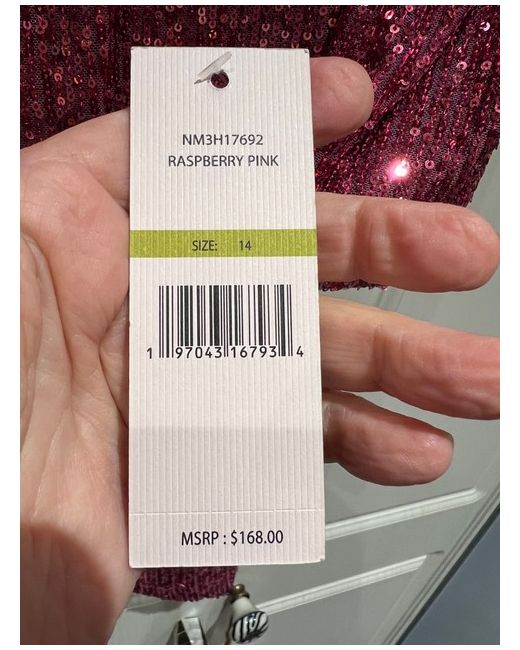 NM3H17692
RASPBERRY PINK
SIZE: 14
1 97043 16793 4
MSRP : $168.00